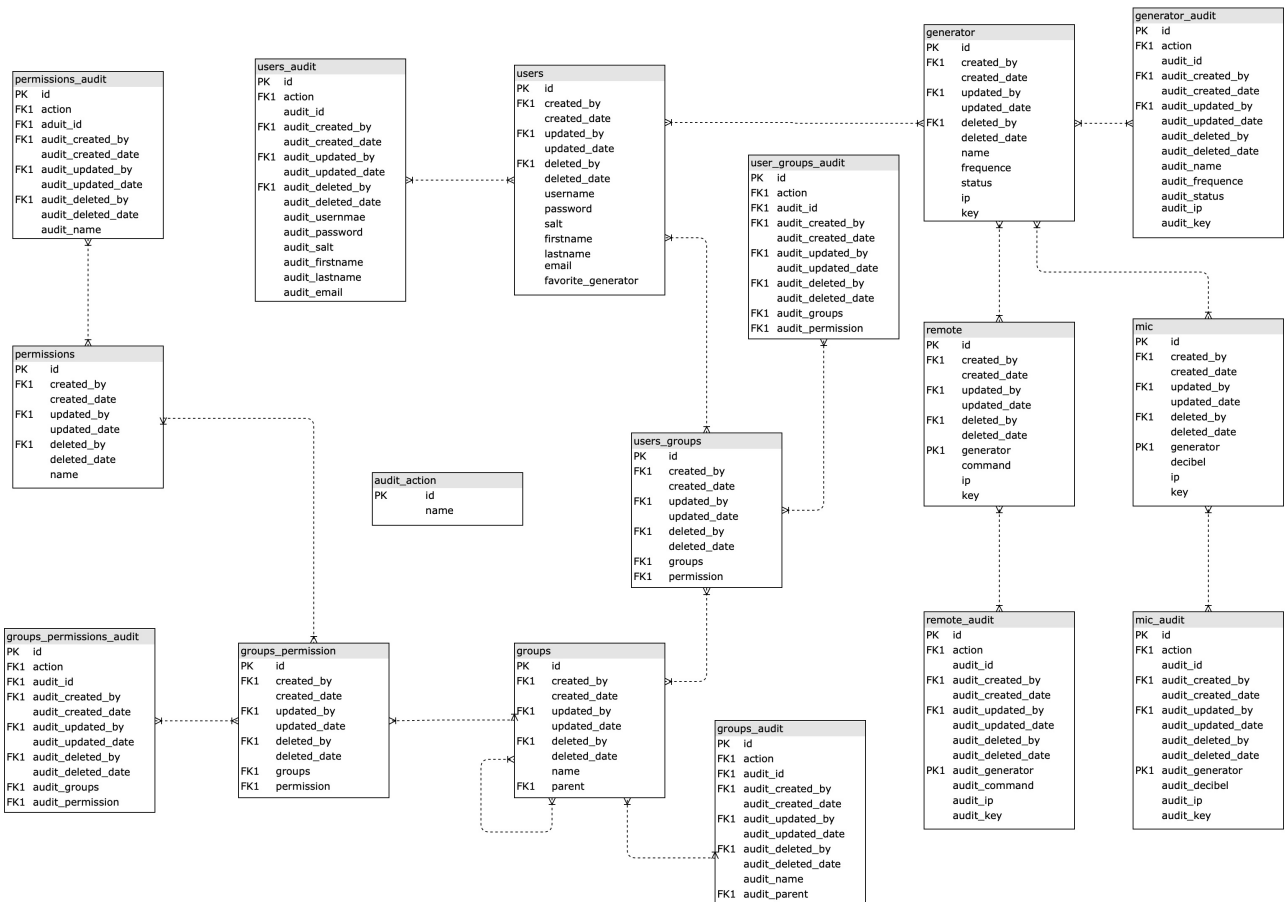 permissions_audit
PK id
FK1 action
FK1 aduit_id
FK1 audit_created_by
audit_created_date
FK1 audit_updated_by
audit_updated_date
FK1 audit_deleted_by
audit_deleted_date
audit_name
users_audit
PK id
FK1 action
audit_id
FK1 audit_created_by
audit_created_date
FK1 audit_updated_by
audit_updated_date
FK1 audit_deleted_by
audit_deleted_date
audit_usernmae
audit_password
audit_salt
audit_firstname
audit_lastname
audit_email
users
PK id
FK1 created_by
created_date
FK1 updated_by
updated_date
FK1 deleted_by
deleted_date
username
password
salt
firstname
lastname
email
favorite_generator
user_groups_audit
PK id
FK1 action
FK1 audit_id
FK1 audit_created_by
audit_created_date
FK1 audit_updated_by
audit_updated_date
FK1 audit_deleted_by
audit_deleted_date
FK1 audit_groups
FK1 audit_permission
generator
PK id
FK1 created_by
created_date
FK1 updated_by
updated_date
FK1 deleted_by
deleted_date
name
frequence
status
ip
key
generator_audit
PK id
FK1 action
audit_id
FK1 audit_created_by
audit_created_date
FK1 audit_updated_by
audit_updated_date
audit_deleted_by
audit_deleted_date
audit_name
audit_frequence
audit_status
audit_ip
audit_key
permissions
PK id
FK1 created_by
created_date
FK1 updated_by
updated_date
FK1 deleted_by
deleted_date
name
audit_action
PK id
name
users_groups
PK id
FK1 created_by
created_date
FK1 updated_by
updated_date
FK1 deleted_by
deleted_date
FK1 groups
FK1 permission
remote
PK id
FK1 created_by
created_date
FK1 updated_by
updated_date
FK1 deleted_by
deleted_date
PK1 generator
command
ip
key
mic
PK id
FK1 created_by
created_date
FK1 updated_by
updated_date
FK1 deleted_by
deleted_date
PK1 generator
decibel
ip
key
groups_permissions_audit
PK id
FK1 action
FK1 audit_id
FK1 audit_created_by
audit_created_date
FK1 audit_updated_by
audit_updated_date
FK1 audit_deleted_by
audit_deleted_date
FK1 audit_groups
FK1 audit_permission
groups_permission
PK id
FK1 created_by
created_date
FK1 updated_by
updated_date
FK1 deleted_by
deleted_date
FK1 groups
FK1 permission
groups
PK id
FK1 created_by
created_date
FK1 updated_by
updated_date
FK1 deleted_by
deleted_date
name
FK1 parent
groups_audit
PK id
FK1 action
FK1 audit_id
FK1 audit_created_by
audit_created_date
FK1 audit_updated_by
audit_updated_date
FK1 audit_deleted_by
audit_deleted_date
audit_name
FK1 audit_parent
remote_audit
PK id
FK1 action
audit_id
FK1 audit_created_by
audit_created_date
FK1 audit_updated_by
audit_updated_date
audit_deleted_by
audit_deleted_date
PK1 audit_generator
audit_command
audit_ip
audit_key
mic_audit
PK id
FK1 action
audit_id
FK1 audit_created_by
audit_created_date
FK1 audit_updated_by
audit_updated_date
audit_deleted_by
audit_deleted_date
PK1 audit_generator
audit_decibel
audit_ip
audit_key